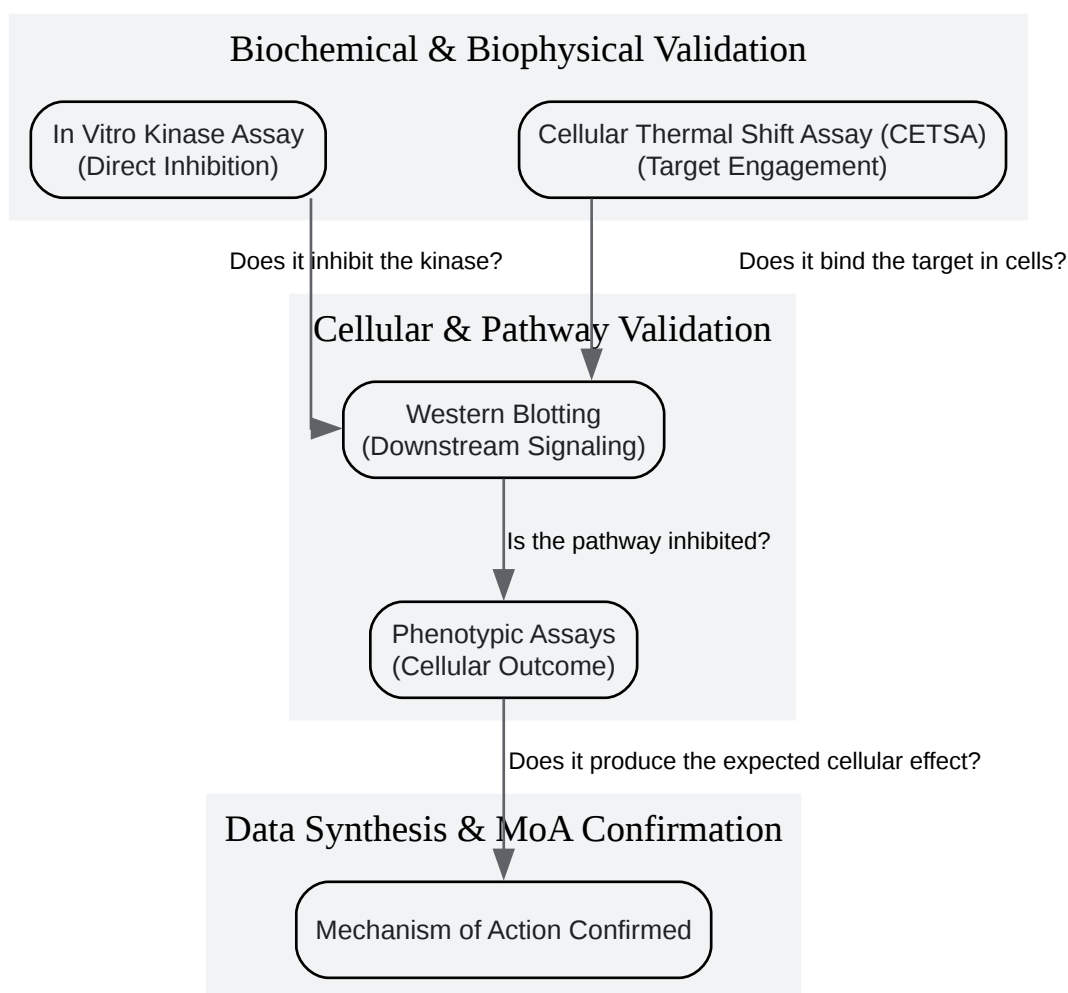 Biochemical & Biophysical Validation
In Vitro Kinase Assay
(Direct Inhibition)
Cellular Thermal Shift Assay (CETSA)
(Target Engagement)
Does it inhibit the kinase?
Does it bind the target in cells?
Cellular & Pathway Validation
Western Blotting
(Downstream Signaling)
Is the pathway inhibited?
Phenotypic Assays
(Cellular Outcome)
Does it produce the expected cellular effect?
Data Synthesis & MoA Confirmation
Mechanism of Action Confirmed